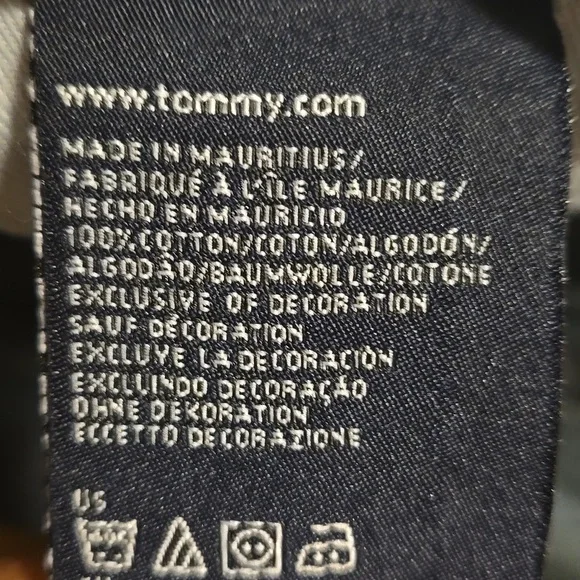 www.tommy.com
MADE IN MAURITIUS/
FABRIQUÉ À L'ÎLE MAURICE/
HECHO EN MAURICIO
100% COTTON/COTON/ALGODÓN/
ALGODÃO/BAUMWOLLE/COTONE
EXCLUSIVE OF DECORATION
SAUF DÉCORATION
EXCLUYE LA DECORACIÓN
EXCLUINDO DECORAÇÃO
OHNE DEKORATION
ECCETTO DECORAZIONE
US